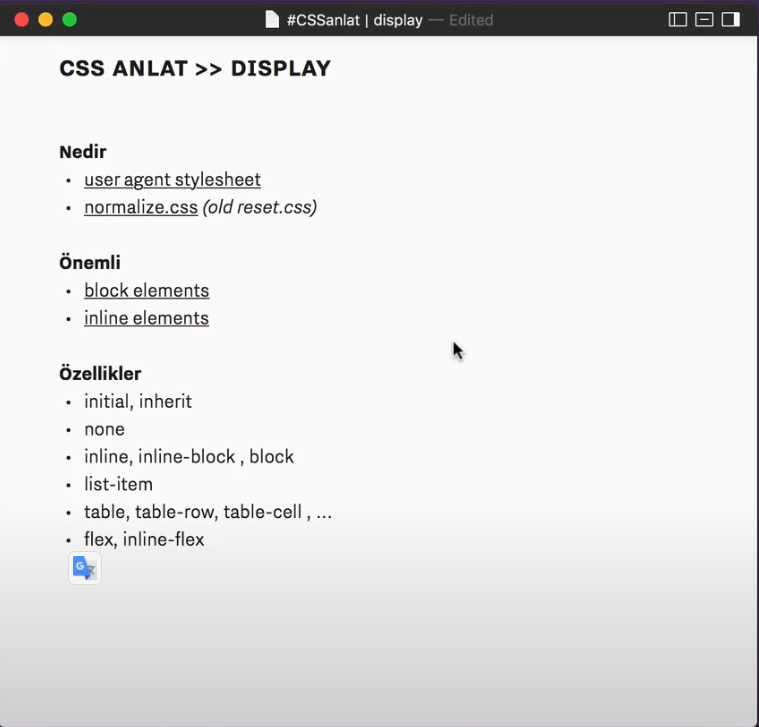 #CSSanlat | display — Edited
CSS ANLAT >> DISPLAY
Nedir
• user agent stylesheet
• normalize.css (old reset.css)
Önemli
• block elements
• inline elements
Özellikler
• initial, inherit
• none
• inline, inline-block , block
• list-item
• table, table-row, table-cell , ...
• flex, inline-flex
G